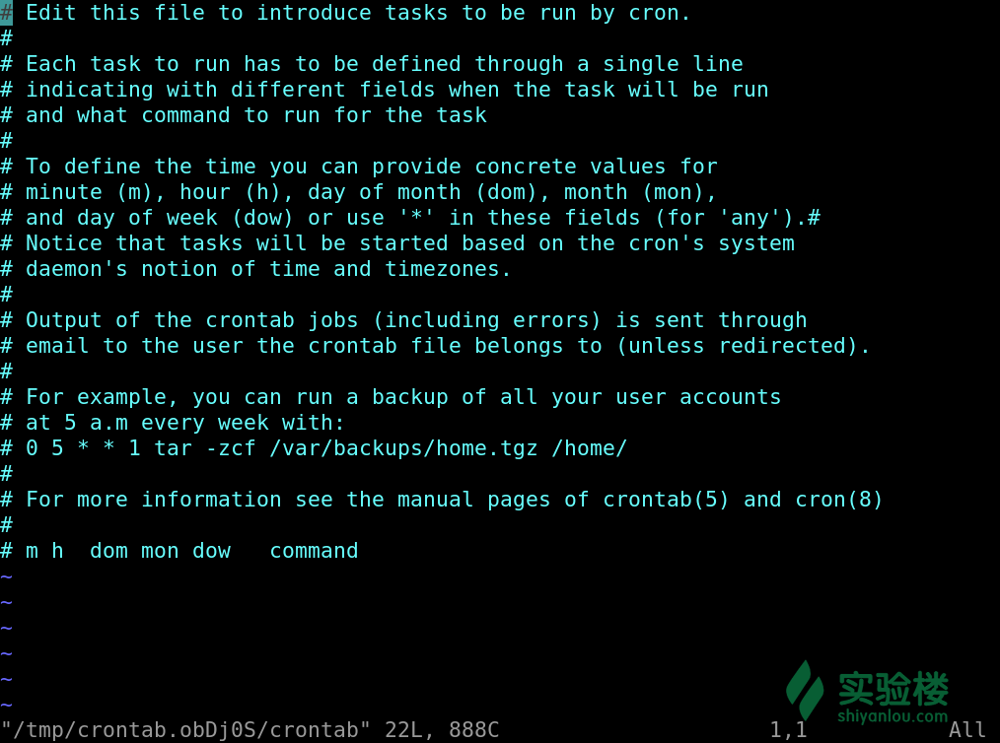 # Edit this file to introduce tasks to be run by cron.
#
# Each task to run has to be defined through a single line
# indicating with different fields when the task will be run
# and what command to run for the task
#
# To define the time you can provide concrete values for
# minute (m), hour (h), day of month (dom), month (mon),
# and day of week (dow) or use '*' in these fields (for 'any').#
# Notice that tasks will be started based on the cron's system
# daemon's notion of time and timezones.
#
# Output of the crontab jobs (including errors) is sent through
# email to the user the crontab file belongs to (unless redirected).
#
# For example, you can run a backup of all your user accounts
# at 5 a.m every week with:
# 0 5 * * 1 tar -zcf /var/backups/home.tgz /home/
#
# For more information see the manual pages of crontab(5) and cron(8)
#
# m h  dom mon dow   command
~
~
~
~
~
~
实验楼
shiyanlou.com
"/tmp/crontab.obDj0S/crontab" 22L, 888C 1,1 All